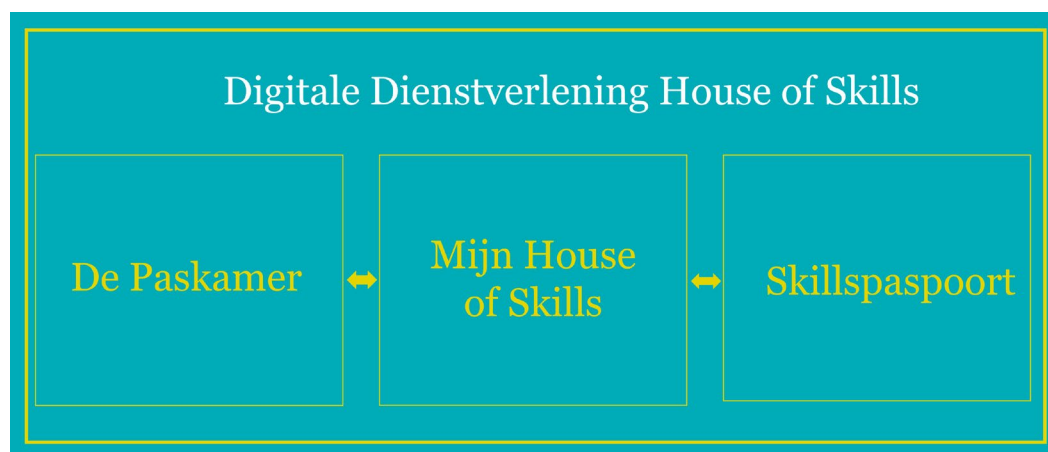 Digitale Dienstverlening House of Skills
De Paskamer
Mijn House
of Skills
Skillspaspoort